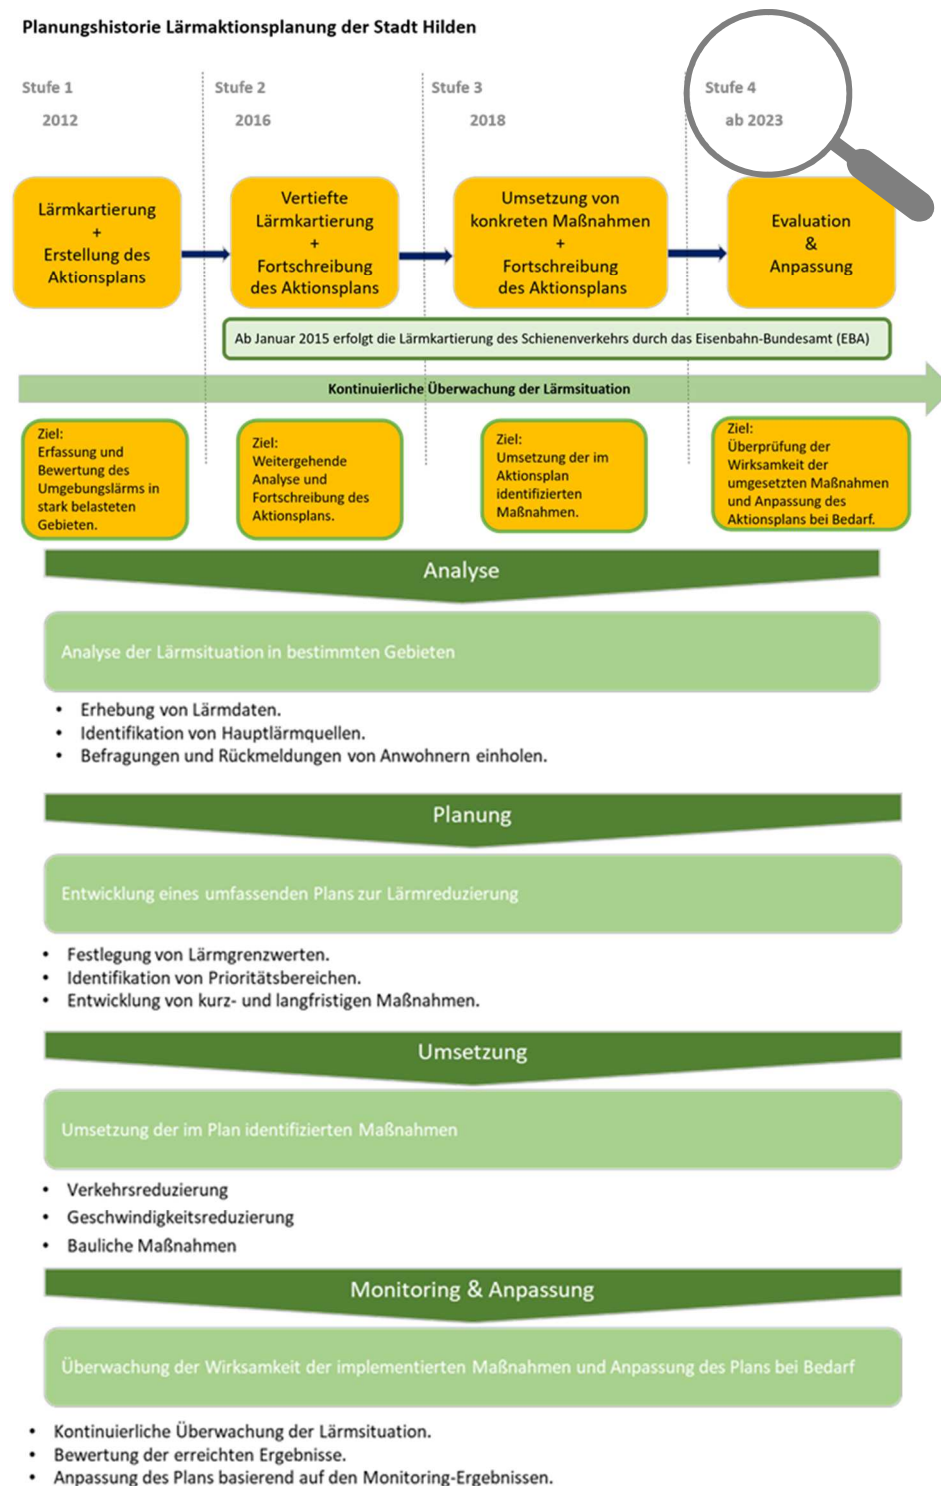 Planungshistorie Lärmaktionsplanung der Stadt Hilden
Stufe 1
2012
Stufe 2
2016
Stufe 3
2018
Stufe 4
ab 2023
Lärmkartierung
+
Erstellung des
Aktionsplans
Vertiefte
Lärmkartierung
+
Fortschreibung
des Aktionsplans
Umsetzung von
konkreten Maßnahmen
+
Fortschreibung
des Aktionsplans
Evaluation
&
Anpassung
Ab Januar 2015 erfolgt die Lärmkartierung des Schienenverkehrs durch das Eisenbahn-Bundesamt (EBA)
Kontinuierliche Überwachung der Lärmsituation
Ziel:
Erfassung und
Bewertung des
Umgebungslärms in
stark belasteten
Gebieten.
Ziel:
Weitergehende
Analyse und
Fortschreibung des
Aktionsplans.
Ziel:
Umsetzung der im
Aktionsplan
identifizierten
Maßnahmen.
Ziel:
Überprüfung der
Wirksamkeit der
umgesetzten Maßnahmen
und Anpassung des
Aktionsplans bei Bedarf.
Analyse
Analyse der Lärmsituation in bestimmten Gebieten
• Erhebung von Lärmdaten.
• Identifikation von Hauptlärmquellen.
• Befragungen und Rückmeldungen von Anwohnern einholen.
Planung
Entwicklung eines umfassenden Plans zur Lärmreduzierung
• Festlegung von Lärmgrenzwerten.
• Identifikation von Prioritätsbereichen.
• Entwicklung von kurz- und langfristigen Maßnahmen.
Umsetzung
Umsetzung der im Plan identifizierten Maßnahmen
• Verkehrsreduzierung
• Geschwindigkeitsreduzierung
• Bauliche Maßnahmen
Monitoring & Anpassung
Überwachung der Wirksamkeit der implementierten Maßnahmen und Anpassung des Plans bei Bedarf
• Kontinuierliche Überwachung der Lärmsituation.
• Bewertung der erreichten Ergebnisse.
• Anpassung des Plans basierend auf den Monitoring-Ergebnissen.